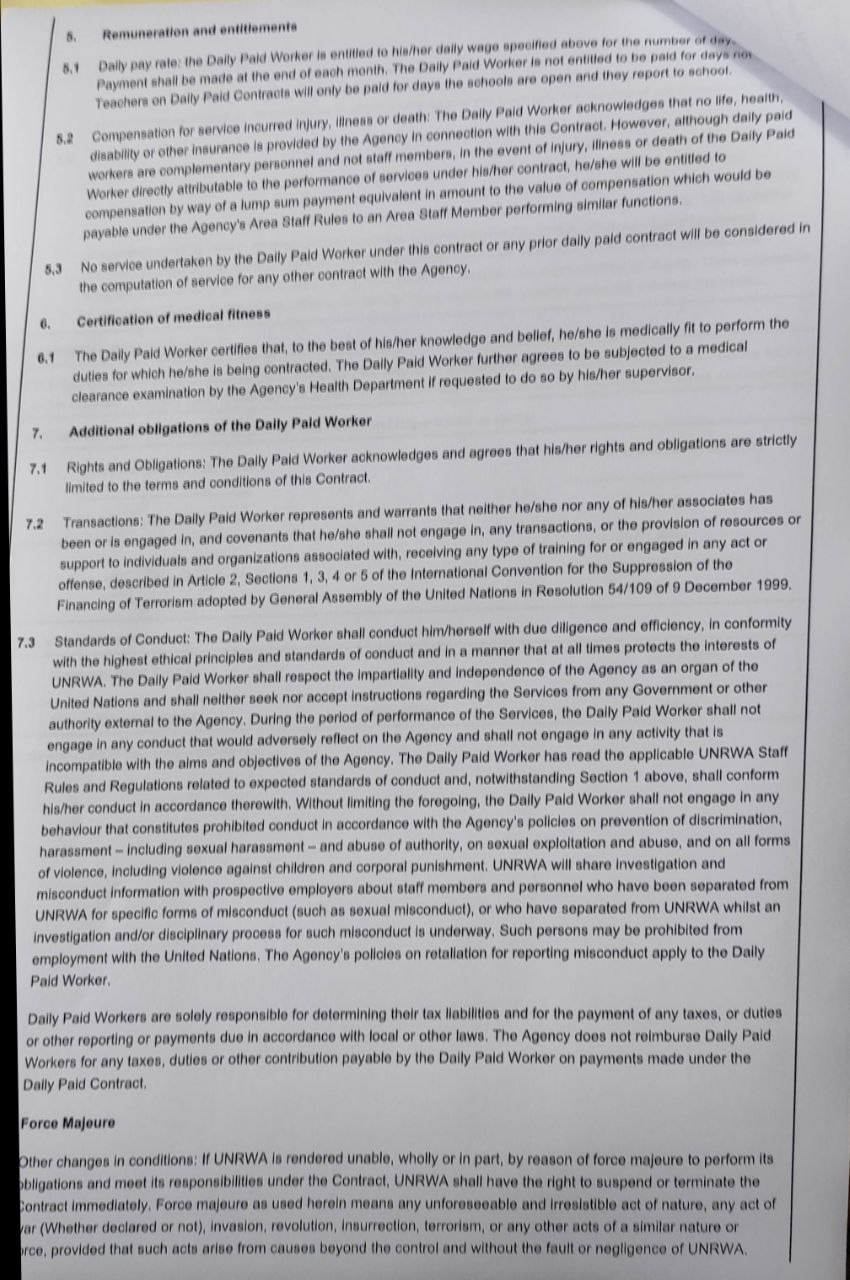 5. Remuneration and entitlements
5.1 Daily pay rate: the Daily Paid Worker is entitled to his/her daily wage specified above for the number of
Payment shall be made at the end of each month. The Daily Paid Worker is not entitled to be paid for days
Teachers on Daily Paid Contracts will only be paid for days the schools are open and they report to school.
5.2 Compensation for service incurred injury, illness or death: The Daily Paid Worker acknowledges that no life, health,
disability or other insurance is provided by the Agency in connection with this Contract. However, although daily paid
workers are complementary personnel and not staff members, in the event of injury, illness or death of the Daily Paid
Worker directly attributable to the performance of services under his/her contract, he/she will be entitled to
compensation by way of a lump sum payment equivalent in amount to the value of compensation which would be
payable under the Agency's Area Staff Rules to an Area Staff Member performing similar functions.
5.3 No service undertaken by the Daily Paid Worker under this contract or any prior daily paid contract will be considered in
the computation of service for any other contract with the Agency.
6. Certification of medical fitness
6.1 The Daily Paid Worker certifies that, to the best of his/her knowledge and belief, he/she is medically fit to perform the
duties for which he/she is being contracted. The Daily Paid Worker further agrees to be subjected to a medical
clearance examination by the Agency's Health Department if requested to do so by his/her supervisor.
7. Additional obligations of the Daily Paid Worker
7.1 Rights and Obligations: The Daily Paid Worker acknowledges and agrees that his/her rights and obligations are strictly
limited to the terms and conditions of this Contract.
7.2 Transactions: The Daily Paid Worker represents and warrants that neither he/she nor any of his/her associates has
been or is engaged in, and covenants that he/she shall not engage in, any transactions, or the provision of resources or
support to individuals and organizations associated with, receiving any type of training for or engaged in any act or
offense, described in Article 2, Sections 1, 3, 4 or 5 of the International Convention for the Suppression of the
Financing of Terrorism adopted by General Assembly of the United Nations in Resolution 54/109 of 9 December 1999.
7.3 Standards of Conduct: The Daily Paid Worker shall conduct him/herself with due diligence and efficiency, in conformity
with the highest ethical principles and standards of conduct and in a manner that at all times protects the interests of
UNRWA. The Daily Paid Worker shall respect the impartiality and independence of the Agency as an organ of the
United Nations and shall neither seek nor accept instructions regarding the Services from any Government or other
authority external to the Agency. During the period of performance of the Services, the Daily Paid Worker shall not
engage in any conduct that would adversely reflect on the Agency and shall not engage in any activity that is
incompatible with the aims and objectives of the Agency. The Daily Paid Worker has read the applicable UNRWA Staff
Rules and Regulations related to expected standards of conduct and, notwithstanding Section 1 above, shall conform
his/her conduct in accordance therewith. Without limiting the foregoing, the Daily Paid Worker shall not engage in any
behaviour that constitutes prohibited conduct in accordance with the Agency's policies on prevention of discrimination,
harassment – including sexual harassment – and abuse of authority, on sexual exploitation and abuse, and on all forms
of violence, including violence against children and corporal punishment. UNRWA will share investigation and
misconduct information with prospective employers about staff members and personnel who have been separated from
UNRWA for specific forms of misconduct (such as sexual misconduct), or who have separated from UNRWA whilst an
investigation and/or disciplinary process for such misconduct is underway. Such persons may be prohibited from
employment with the United Nations. The Agency's policies on retaliation for reporting misconduct apply to the Daily
Paid Worker.
Daily Paid Workers are solely responsible for determining their tax liabilities and for the payment of any taxes, or duties
or other reporting or payments due in accordance with local or other laws. The Agency does not reimburse Daily Paid
Workers for any taxes, duties or other contribution payable by the Daily Paid Worker on payments made under the
Daily Paid Contract.
Force Majeure
Other changes in conditions: If UNRWA is rendered unable, wholly or in part, by reason of force majeure to perform its
obligations and meet its responsibilities under the Contract, UNRWA shall have the right to suspend or terminate the
Contract immediately. Force majeure as used herein means any unforeseeable and irresistible act of nature, any act of
war (Whether declared or not), invasion, revolution, insurrection, terrorism, or any other acts of a similar nature or
force, provided that such acts arise from causes beyond the control and without the fault or negligence of UNRWA.